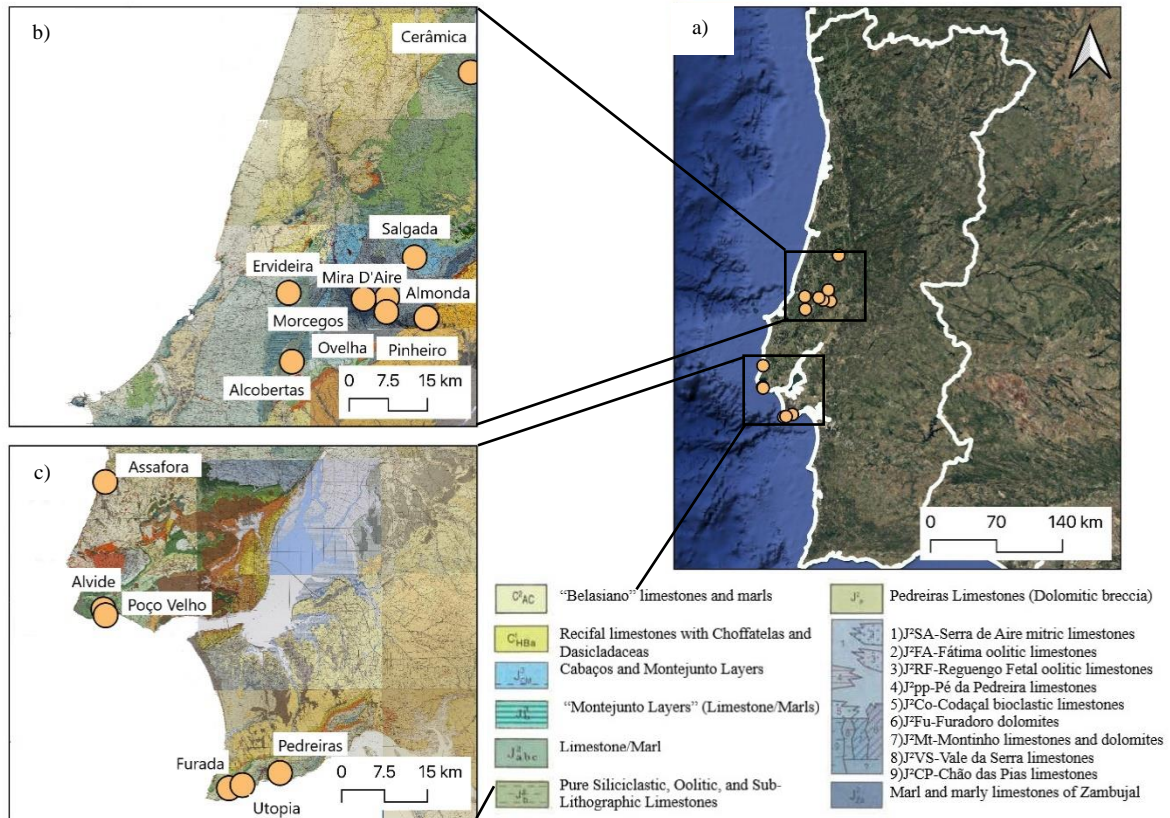 b)
Cerâmica
Salgada
Ervideira
Mira D'Aire
Almonda
Morcegos
Ovelha
Pinheiro
Alcobertas
0 7.5 15 km
a)
0 70 140 km
c)
Assafora
Alvide
Poço Velho
Pedreiras
Furada
Utopia
0 7.5 15 km
C²AC "Belasiano" limestones and marls
C¹HBa Recifal limestones with Choffatelas and
Dasicladaceas
J³CM Cabaços and Montejunto Layers
"Montejunto Layers" (Limestone/Marls)
J²abc Limestone/Marl
Pure Siliciclastic, Oolitic, and Sub-
Lithographic Limestones
J²P Pedreiras Limestones (Dolomitic breccia)
1)J²SA-Serra de Aire mitric limestones
2)J²FA-Fátima oolitic limestones
3)J²RF-Reguengo Fetal oolitic limestones
4)J²pp-Pé da Pedreira limestones
5)J²Co-Codaçal bioclastic limestones
6)J²Fu-Furadoro dolomites
7)J²Mt-Montinho limestones and dolomites
8)J²VS-Vale da Serra limestones
9)J²CP-Chão das Pias limestones
Marl and marly limestones of Zambujal